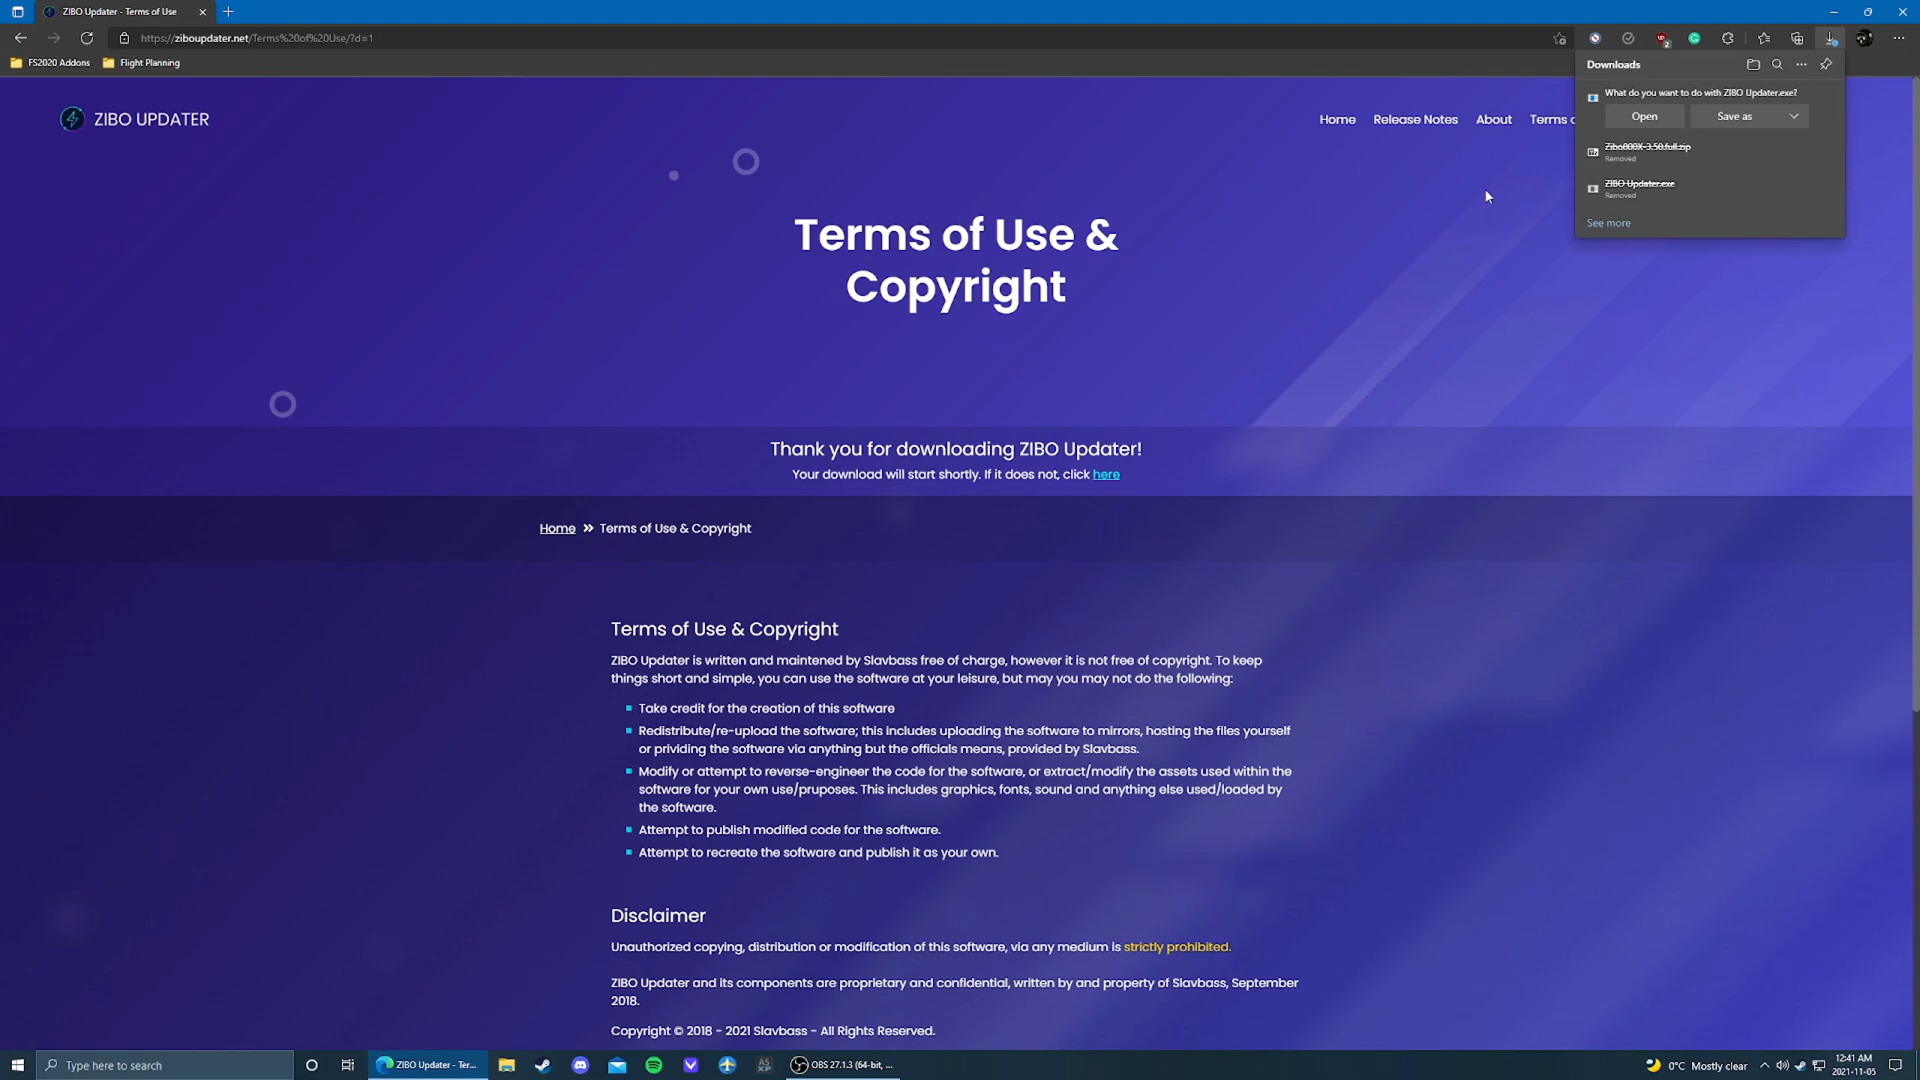 ZIBO Updater - Terms of Use
https://ziboupdater.net/Terms%20of%20Use/?d=1
2
FS2020 Addons
Flight Planning
Downloads
What do you want to do with ZIBO Updater.exe?
Open
Save as
Zibo800X-3.50.full.zip
Removed
ZIBO Updater.exe
Removed
See more
ZIBO UPDATER
Home
Release Notes
About
Terms
Terms of Use &
Copyright
Thank you for downloading ZIBO Updater!
Your download will start shortly. If it does not, click here
Home » Terms of Use & Copyright
Terms of Use & Copyright
ZIBO Updater is written and maintened by Slavbass free of charge, however it is not free of copyright. To keep
things short and simple, you can use the software at your leisure, but may you may not do the following:
Take credit for the creation of this software
Redistribute/re-upload the software; this includes uploading the software to mirrors, hosting the files yourself
or prividing the software via anything but the officials means, provided by Slavbass.
Modify or attempt to reverse-engineer the code for the software, or extract/modify the assets used within the
software for your own use/pruposes. This includes graphics, fonts, sound and anything else used/loaded by
the software.
Attempt to publish modified code for the software.
Attempt to recreate the software and publish it as your own.
Disclaimer
Unauthorized copying, distribution or modification of this software, via any medium is strictly prohibited.
ZIBO Updater and its components are proprietary and confidential, written by and property of Slavbass, September
2018.
Copyright © 2018 - 2021 Slavbass - All Rights Reserved.
Type here to search
ZIBO Updater - Ter...
AS
XP
OBS 27.1.3 (64-bit, ...
0°C Mostly clear
12:41 AM
2021-11-05